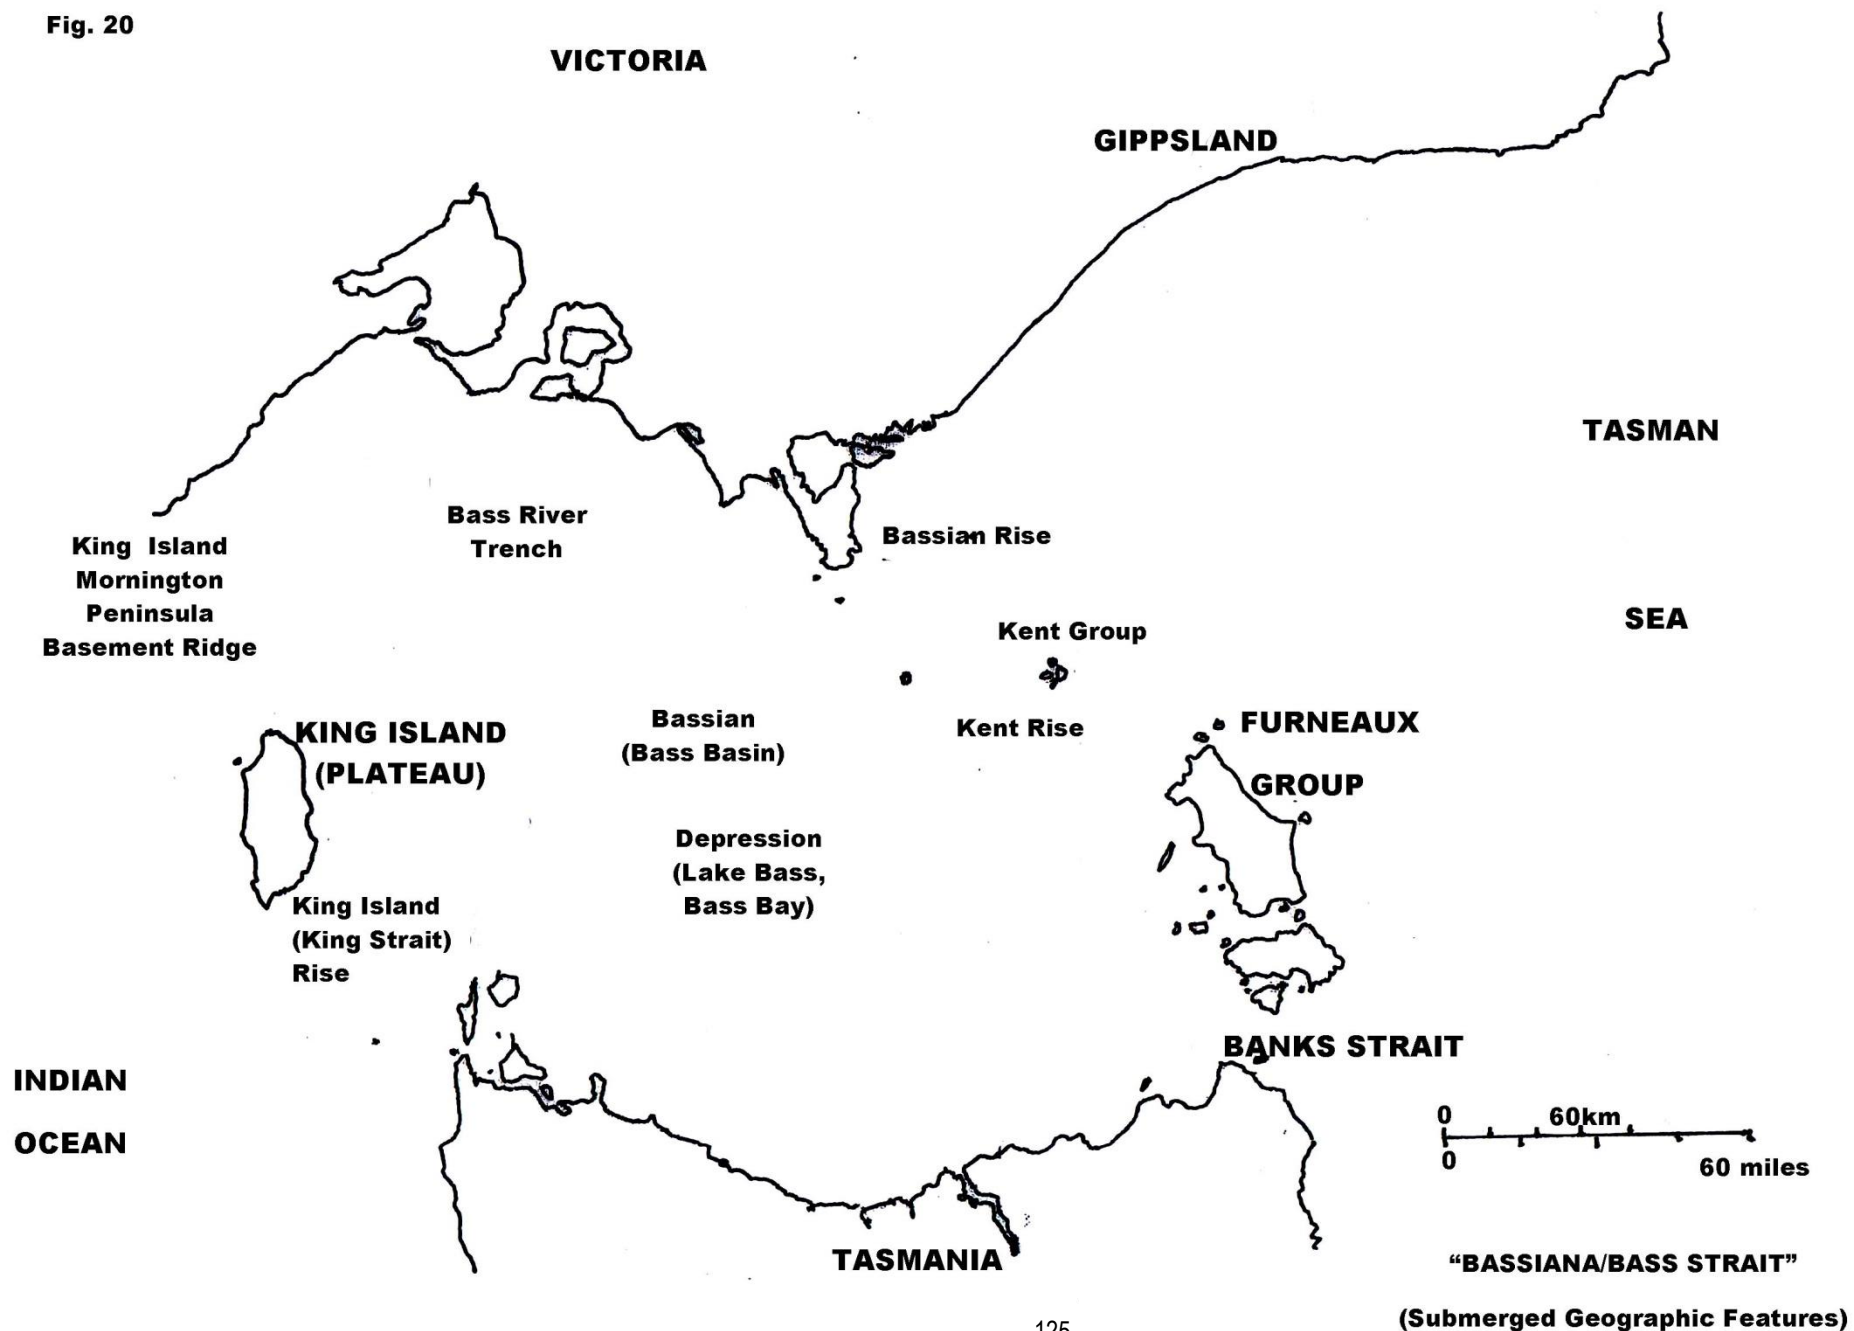 Fig. 20
VICTORIA
GIPPSLAND
TASMAN
SEA
Bass River
Trench
Bassian Rise
King Island
Mornington
Peninsula
Basement Ridge
Kent Group
Kent Rise
KING ISLAND
(PLATEAU)
Bassian
(Bass Basin)
FURNEAUX
GROUP
Depression
(Lake Bass,
Bass Bay)
King Island
(King Strait)
Rise
BANKS STRAIT
INDIAN
OCEAN
0 60km
0 60 miles
TASMANIA
“BASSIANA/BASS STRAIT”
(Submerged Geographic Features)
125